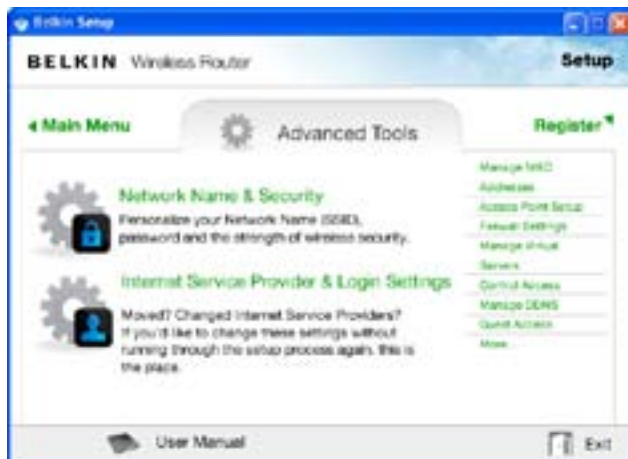 Belkin Setup
BELKIN Wireless Router
Setup
Main Menu
Advanced Tools
Register
Network Name & Security
Personalize your Network Name (SSID),
password and the strength of wireless security.
Internet Service Provider & Login Settings
Moved? Changed Internet Service Providers?
If you'd like to change these settings without
running through the setup process again, this is
the place.
Manage MAC
Addresses
Access Point Setup
Firewall Settings
Manage Virtual
Servers
Control Access
Manage DDNS
Guest Access
More
User Manual
Exit